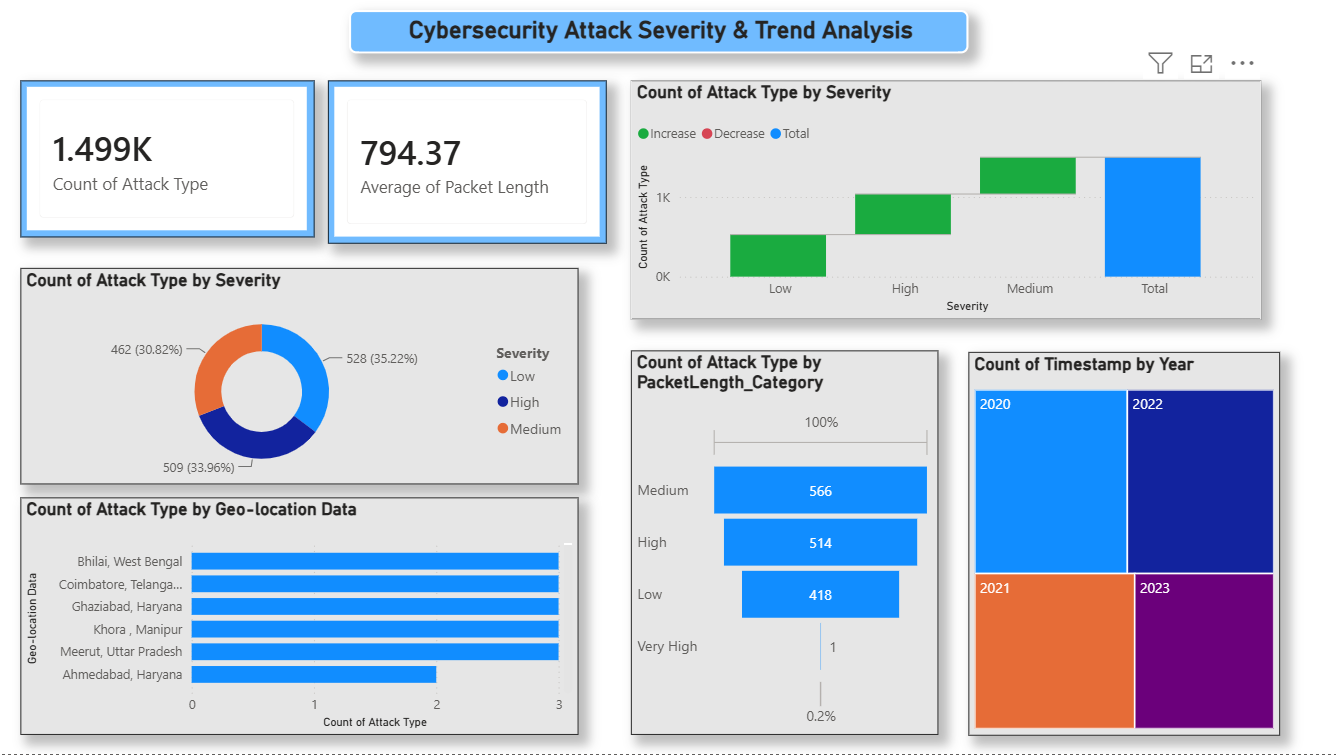 Cybersecurity Attack Severity & Trend Analysis
1.499K
Count of Attack Type
794.37
Average of Packet Length
Count of Attack Type by Severity
Increase Decrease Total
Count of Attack Type
1K
0K
Low High Medium Total
Severity
Count of Attack Type by Severity
462 (30.82%)
528 (35.22%)
509 (33.96%)
Severity
Low
High
Medium
Count of Attack Type by Geo-location Data
Geo-location Data
Bhilai, West Bengal
Coimbatore, Telanga...
Ghaziabad, Haryana
Khora , Manipur
Meerut, Uttar Pradesh
Ahmedabad, Haryana
0 1 2 3
Count of Attack Type
Count of Attack Type by
PacketLength_Category
100%
Medium 566
High 514
Low 418
Very High 1
0.2%
Count of Timestamp by Year
2020 2022
2021 2023